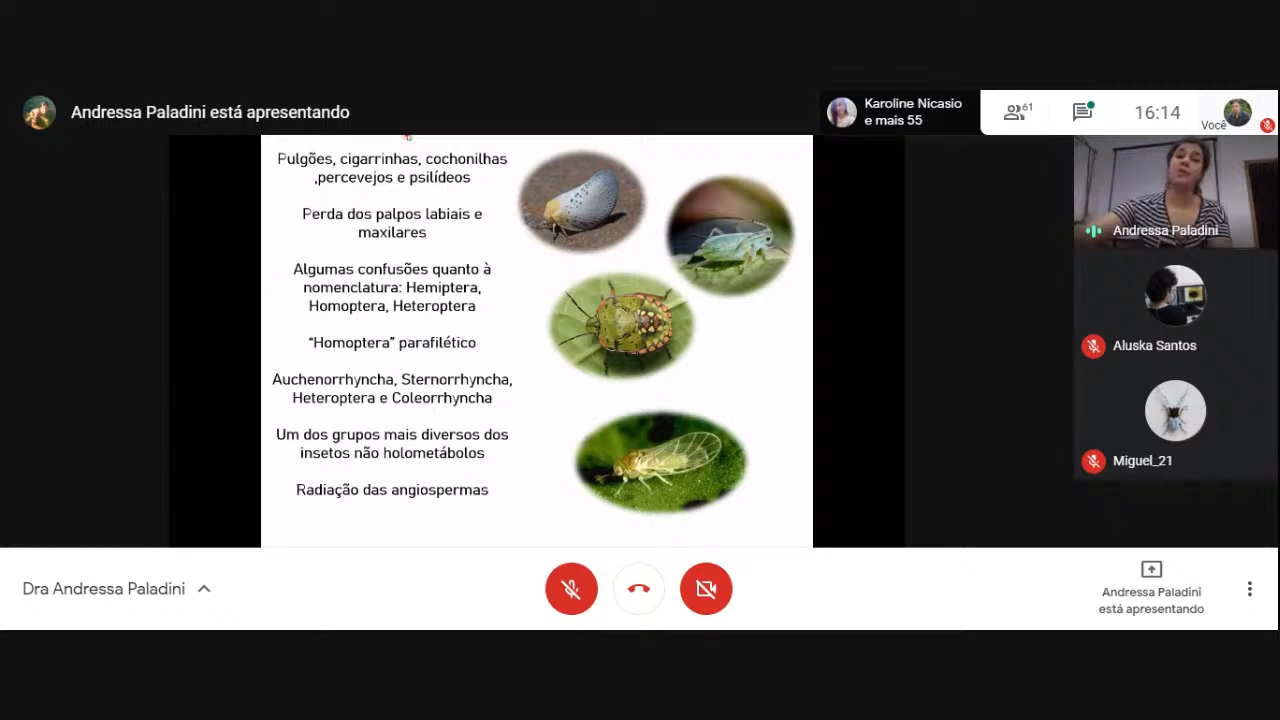 Andressa Paladini está apresentando
Karoline Nicasio
e mais 55
61
16:14
Você
Pulgões, cigarrinhas, cochonilhas
,percevejos e psilídeos
Perda dos palpos labiais e
maxilares
Algumas confusões quanto à
nomenclatura: Hemiptera,
Homoptera, Heteroptera
“Homoptera” parafilético
Auchenorrhyncha, Sternorrhyncha,
Heteroptera e Coleorrhyncha
Um dos grupos mais diversos dos
insetos não holometábolos
Radiação das angiospermas
Andressa Paladini
Aluska Santos
Miguel_21
Dra Andressa Paladini
Andressa Paladini
está apresentando